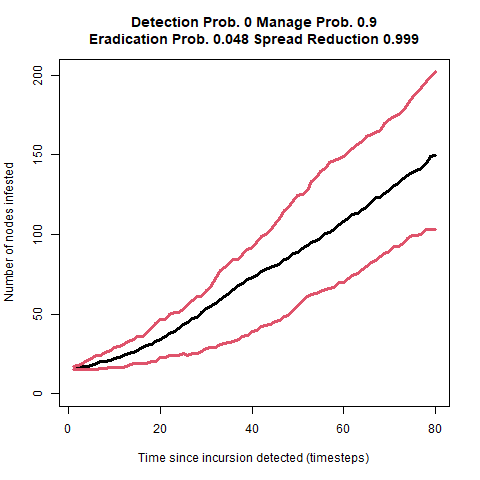 Detection Prob. 0 Manage Prob. 0.9
Eradication Prob. 0.048 Spread Reduction 0.999
Number of nodes infested
200
150
100
50
0
0 20 40 60 80
Time since incursion detected (timesteps)